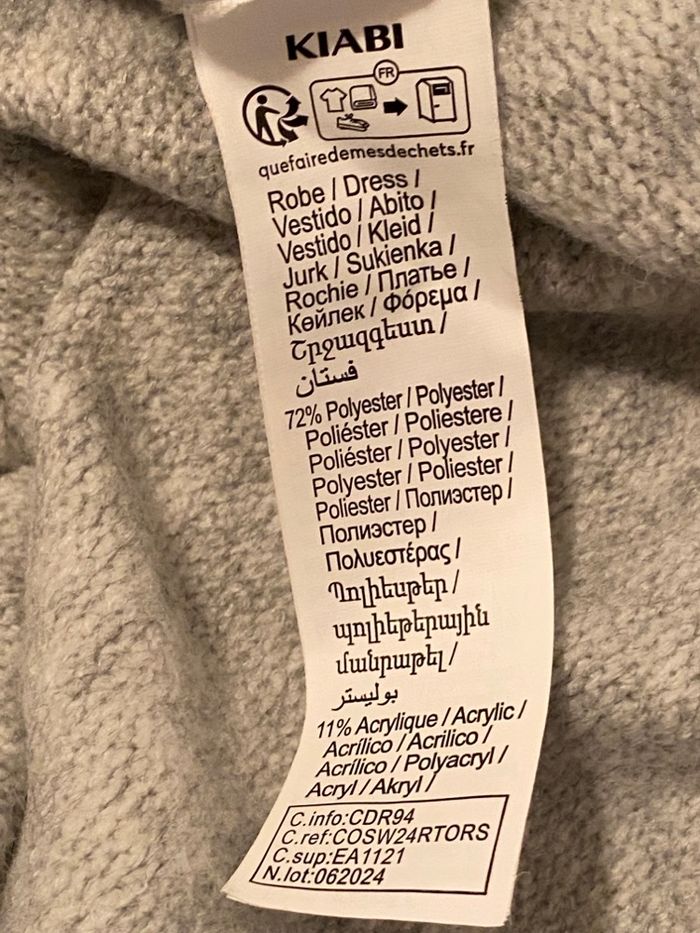 KIABI
FR
quefairedemesdechets.fr
Robe / Dress /
Vestido / Abito /
Vestido / Kleid /
Jurk / Sukienka /
Rochie / Платье /
Көйлек / Φόρεμα /
Շրջազգեստ /
فستان
72% Polyester / Polyester /
Poliéster / Poliestere /
Poliéster / Polyester /
Polyester / Poliester /
Poliester / Полиэстер /
Полиэстер /
Πολυεστέρας /
Պոլիեսթեր /
պոլիեթերային
մանրաթել /
بوليستر
11% Acrylique / Acrylic /
Acrílico / Acrilico /
Acrílico / Polyacryl /
Acryl / Akryl /
C.info:CDR94
C.ref:COSW24RTORS
C.sup:EA1121
N.lot:062024